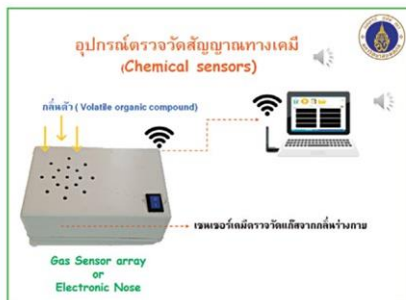 อุปกรณ์ตรวจวัดสัญญาณทางเคมี
(Chemical sensors)
กลิ่นตัว ( Volatile organic compound)
เซนเซอร์เคมีตรวจวัดแก๊สจากกลิ่นร่างกาย
Gas Sensor array
or
Electronic Nose